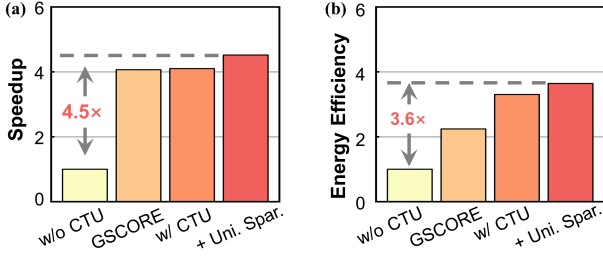 (a)
Speedup
6
4
2
0
4.5×
w/o CTU
GSCORE
w/ CTU
+ Uni. Spar.
(b)
Energy Efficiency
6
4
2
0
3.6×
w/o CTU
GSCORE
w/ CTU
+ Uni. Spar.